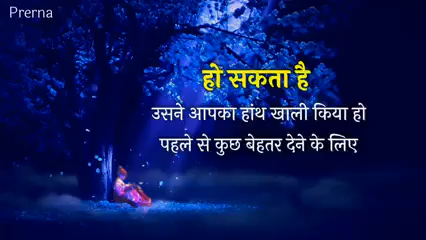 Prerna
हो सकता है
उसने आपका हांथ खाली किया हो
पहले से कुछ बेहतर देने के लिए